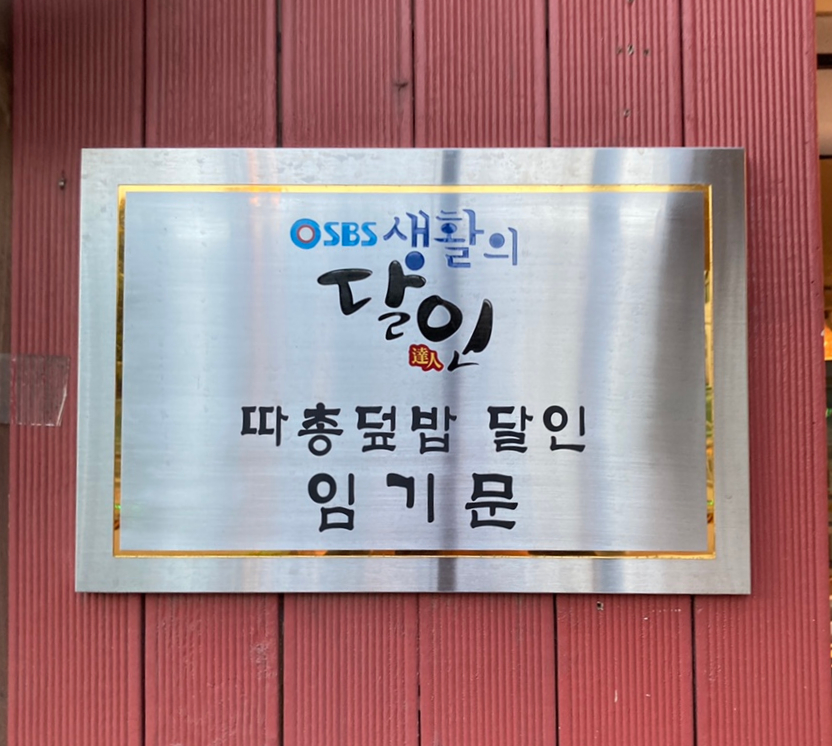 SBS 생활의
달인
達人
따총덮밥 달인
임기문